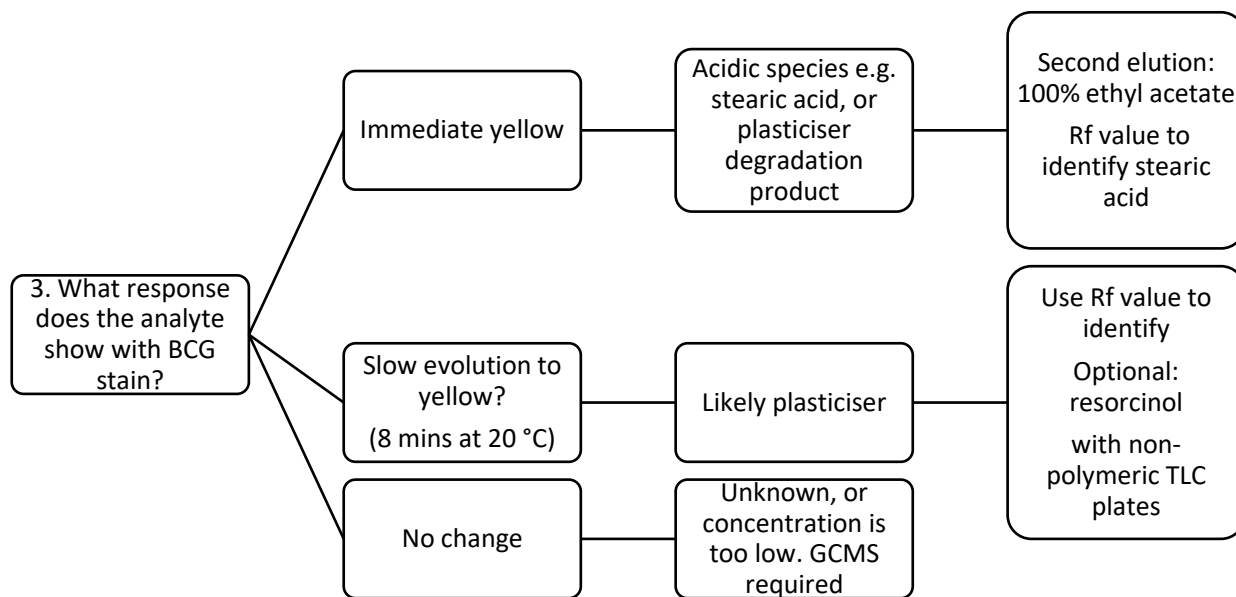 3. What response
does the analyte
show with BCG
stain?
Immediate yellow
Acidic species e.g.
stearic acid, or
plasticiser
degradation
product
Second elution:
100% ethyl acetate
Rf value to
identify stearic
acid
Slow evolution to
yellow?
(8 mins at 20 °C)
Likely plasticiser
Use Rf value to
identify
Optional:
resorcinol
with non-
polymeric TLC
plates
No change
Unknown, or
concentration is
too low. GCMS
required